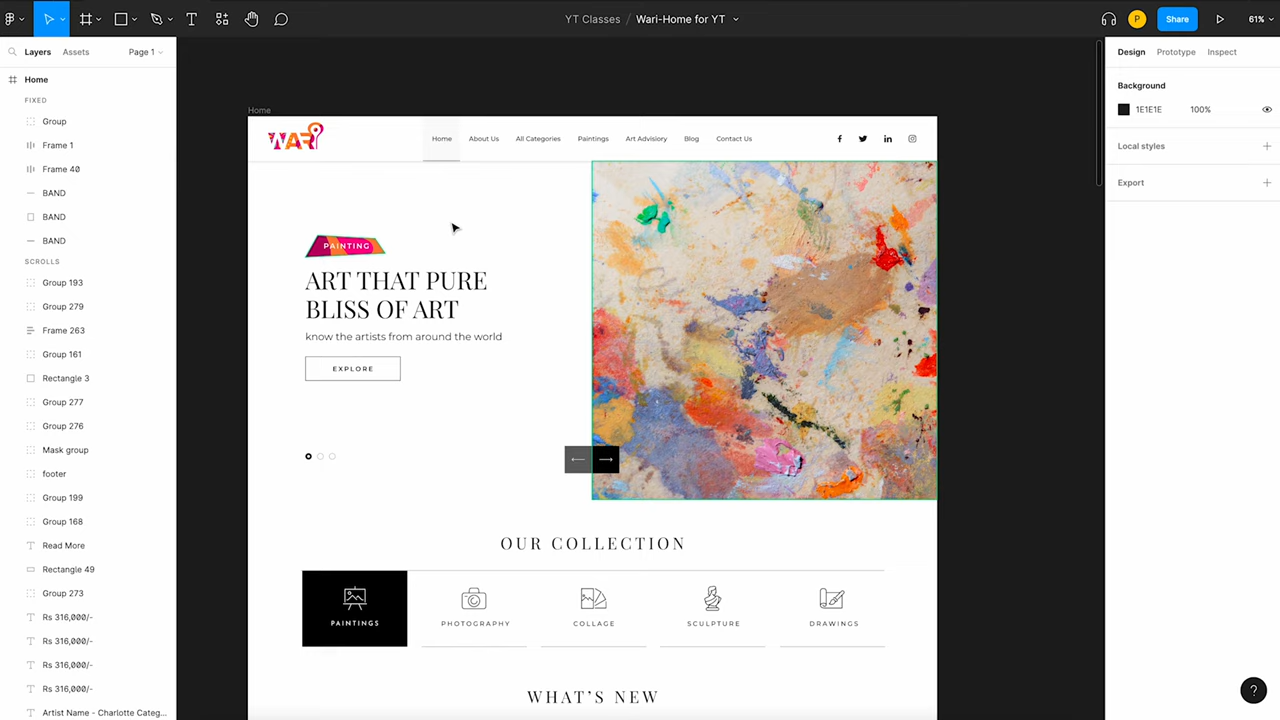 YT Classes / Wari-Home for YT
P
Share
61%
Layers
Assets
Page 1
Home
FIXED
Group
Frame 1
Frame 40
BAND
BAND
BAND
SCROLLS
Group 193
Group 279
Frame 263
Group 161
Rectangle 3
Group 277
Group 276
Mask group
footer
Group 199
Group 168
Read More
Rectangle 49
Group 273
Rs 316,000/-
Rs 316,000/-
Rs 316,000/-
Rs 316,000/-
Artist Name - Charlotte Categ...
Home
WARI
Home
About Us
All Categories
Paintings
Art Advisiory
Blog
Contact Us
PAINTING
ART THAT PURE
BLISS OF ART
know the artists from around the world
EXPLORE
OUR COLLECTION
PAINTINGS
PHOTOGRAPHY
COLLAGE
SCULPTURE
DRAWINGS
WHAT'S NEW
Design
Prototype
Inspect
Background
1E1E1E
100%
Local styles
Export
?